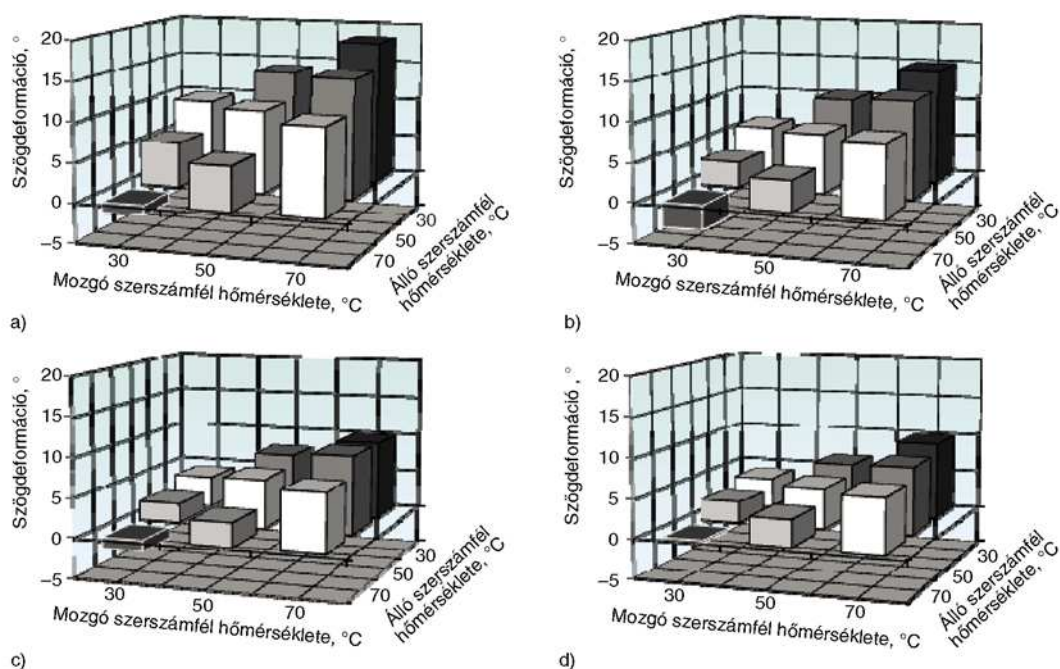 Szögdeformáció, °
20
15
10
5
0
–5
30
50
70
Mozgó szerszámfél hőmérséklete, °C
30
50
70
Álló szerszámfél
hőmérséklete, °C
a)
Szögdeformáció, °
20
15
10
5
0
–5
30
50
70
Mozgó szerszámfél hőmérséklete, °C
30
50
70
Álló szerszámfél
hőmérséklete, °C
b)
Szögdeformáció, °
20
15
10
5
0
–5
30
50
70
Mozgó szerszámfél hőmérséklete, °C
30
50
70
Álló szerszámfél
hőmérséklete, °C
c)
Szögdeformáció, °
20
15
10
5
0
–5
30
50
70
Mozgó szerszámfél hőmérséklete, °C
30
50
70
Álló szerszámfél
hőmérséklete, °C
d)